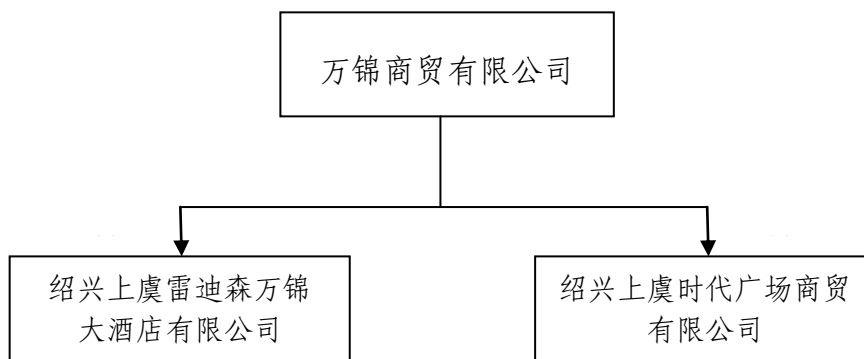 万锦商贸有限公司
绍兴上虞雷迪森万锦
大酒店有限公司
绍兴上虞时代广场商贸
有限公司